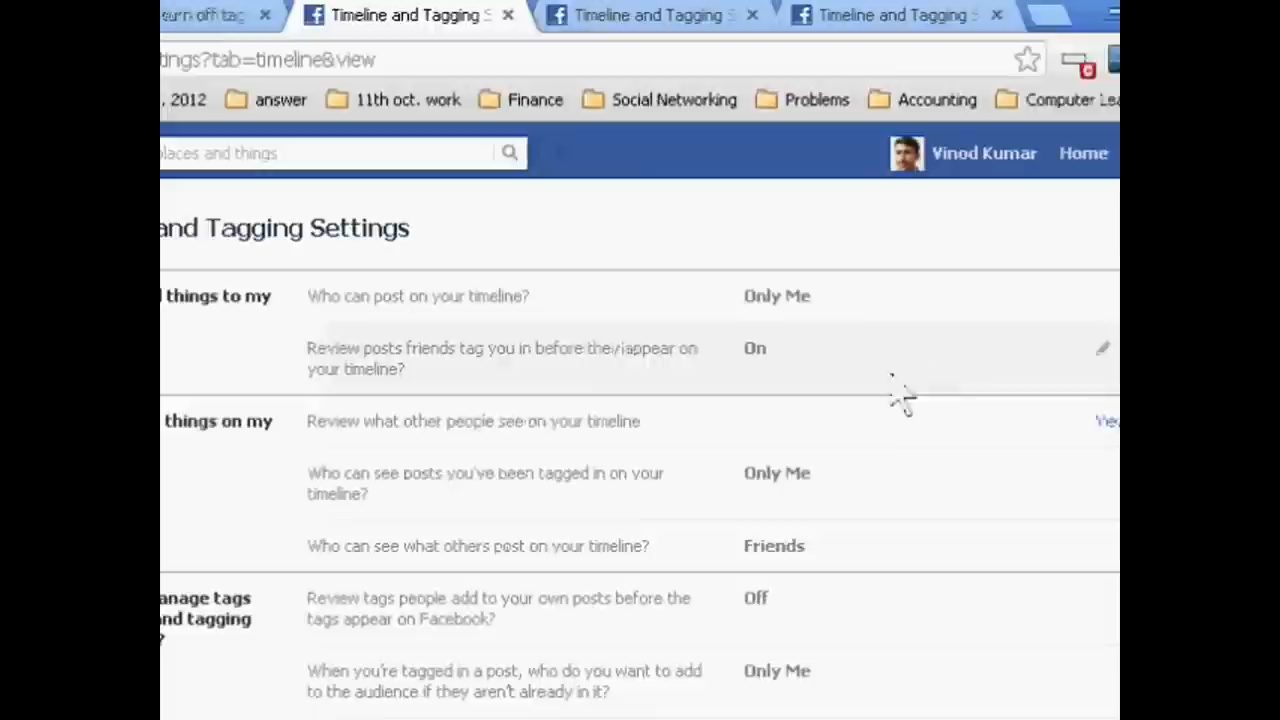 urn off tag
Timeline and Tagging S
Timeline and Tagging S
Timeline and Tagging S
tings?tab=timeline&view
, 2012
answer
11th oct. work
Finance
Social Networking
Problems
Accounting
Computer Lea
places and things
Vinod Kumar
Home
and Tagging Settings
things to my
Who can post on your timeline?
Only Me
Review posts friends tag you in before they appear on
your timeline?
On
things on my
Review what other people see on your timeline
Who can see posts you've been tagged in on your
timeline?
Only Me
Who can see what others post on your timeline?
Friends
anage tags
nd tagging
?
Review tags people add to your own posts before the
tags appear on Facebook?
Off
When you're tagged in a post, who do you want to add
to the audience if they aren't already in it?
Only Me